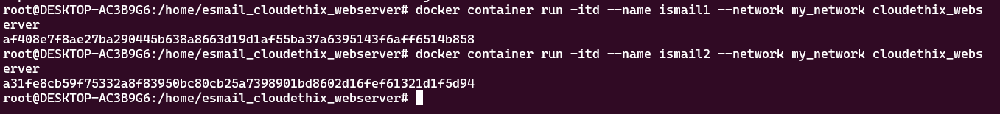 root@DESKTOP-AC3B9G6:/home/esmail_cloudethix_webserver# docker container run -itd --name ismail1 --network my_network cloudethix_webs
erver
af408e7f8ae27ba290445b638a8663d19d1af55ba37a6395143f6aff6514b858
root@DESKTOP-AC3B9G6:/home/esmail_cloudethix_webserver# docker container run -itd --name ismail2 --network my_network cloudethix_webs
erver
a31fe8cb59f75332a8f83950bc80cb25a7398901bd8602d16fef61321d1f5d94
root@DESKTOP-AC3B9G6:/home/esmail_cloudethix_webserver#